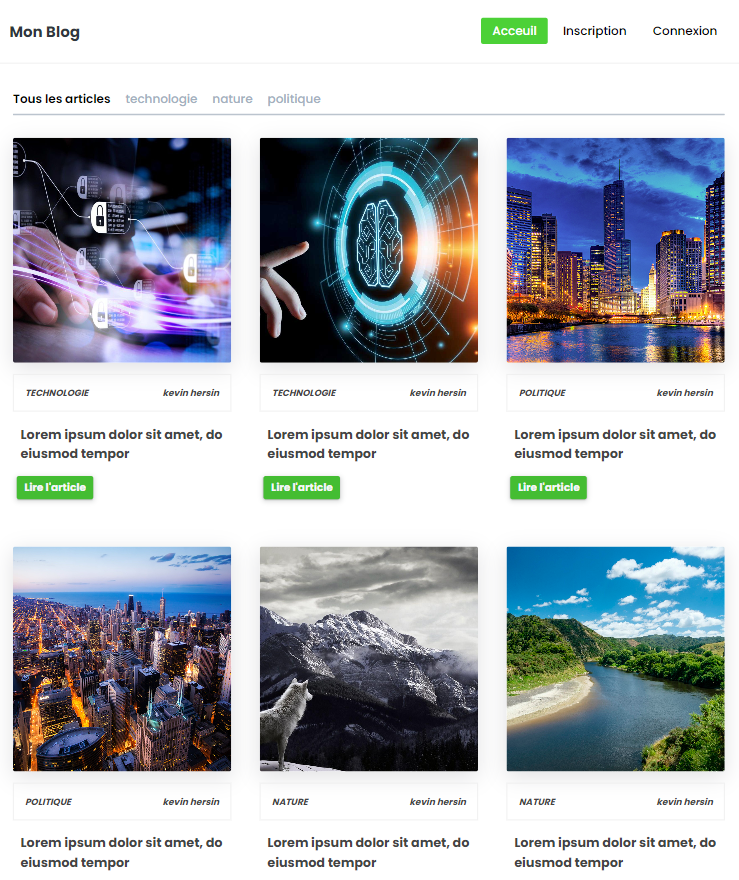 Mon Blog
Acceuil Inscription Connexion
Tous les articles technologie nature politique
TECHNOLOGIE kevin hersin
Lorem ipsum dolor sit amet, do
eiusmod tempor
Lire l'article
TECHNOLOGIE kevin hersin
Lorem ipsum dolor sit amet, do
eiusmod tempor
Lire l'article
POLITIQUE kevin hersin
Lorem ipsum dolor sit amet, do
eiusmod tempor
Lire l'article
POLITIQUE kevin hersin
Lorem ipsum dolor sit amet, do
eiusmod tempor
NATURE kevin hersin
Lorem ipsum dolor sit amet, do
eiusmod tempor
NATURE kevin hersin
Lorem ipsum dolor sit amet, do
eiusmod tempor